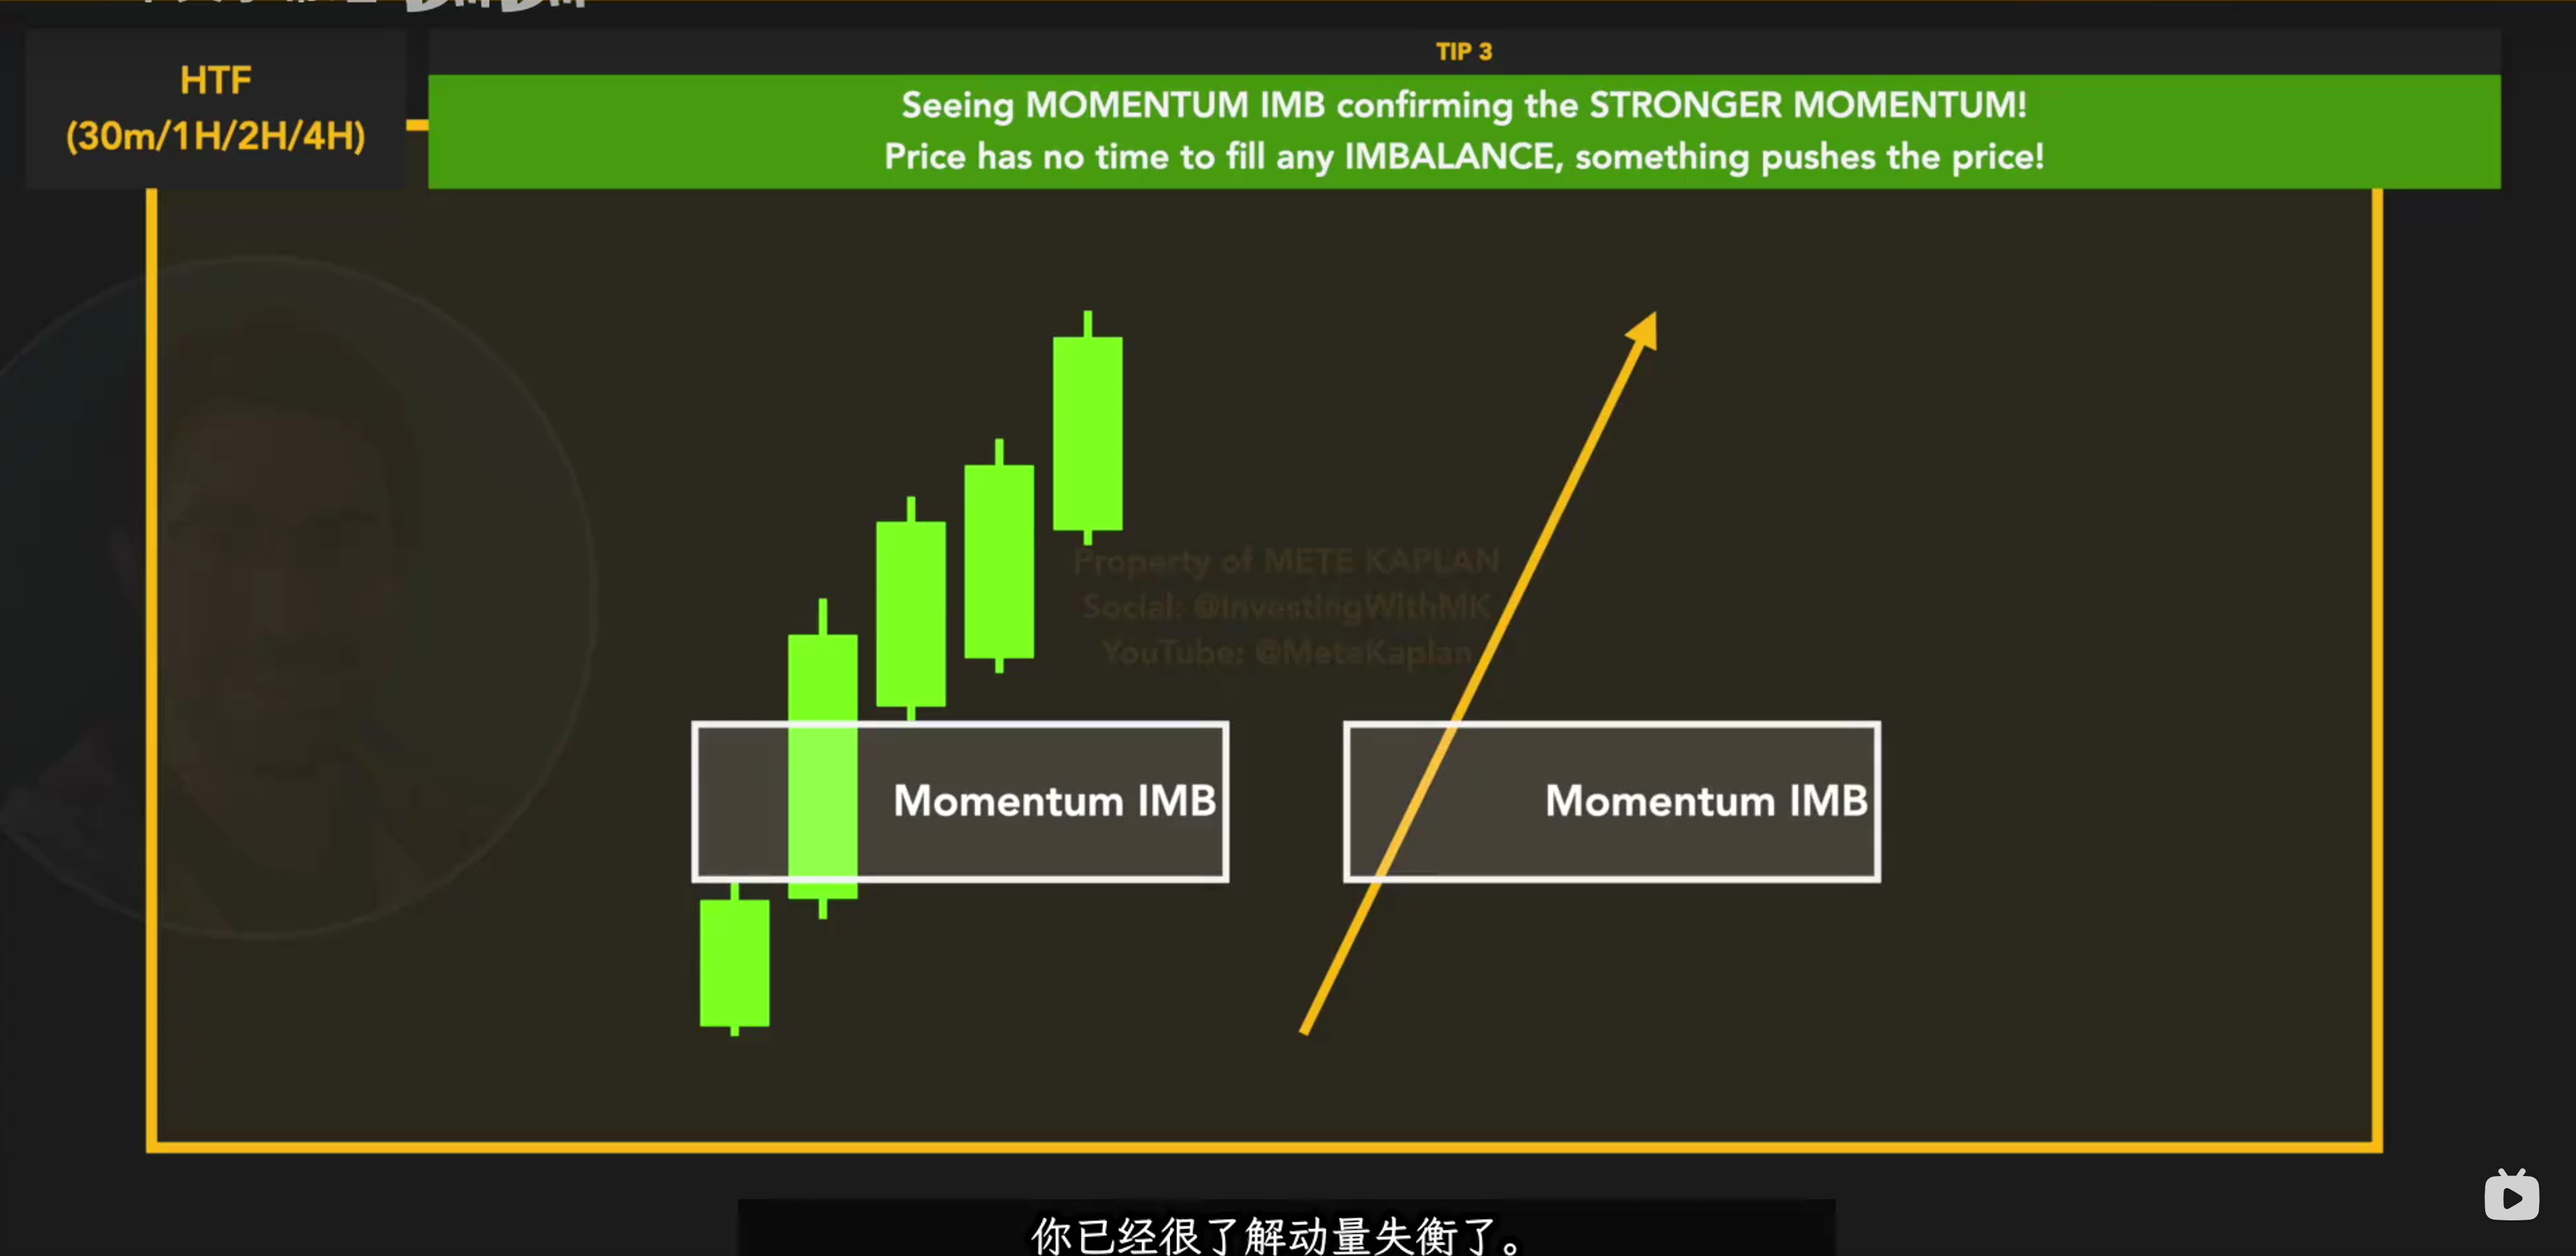 HTF
(30m/1H/2H/4H)
TIP 3
Seeing MOMENTUM IMB confirming the STRONGER MOMENTUM!
Price has no time to fill any IMBALANCE, something pushes the price!
Property of METE KAPLAN
Social: @InvestingWithMK
YouTube: @MeteKaplan
Momentum IMB
Momentum IMB
你已经很了解动量失衡了。